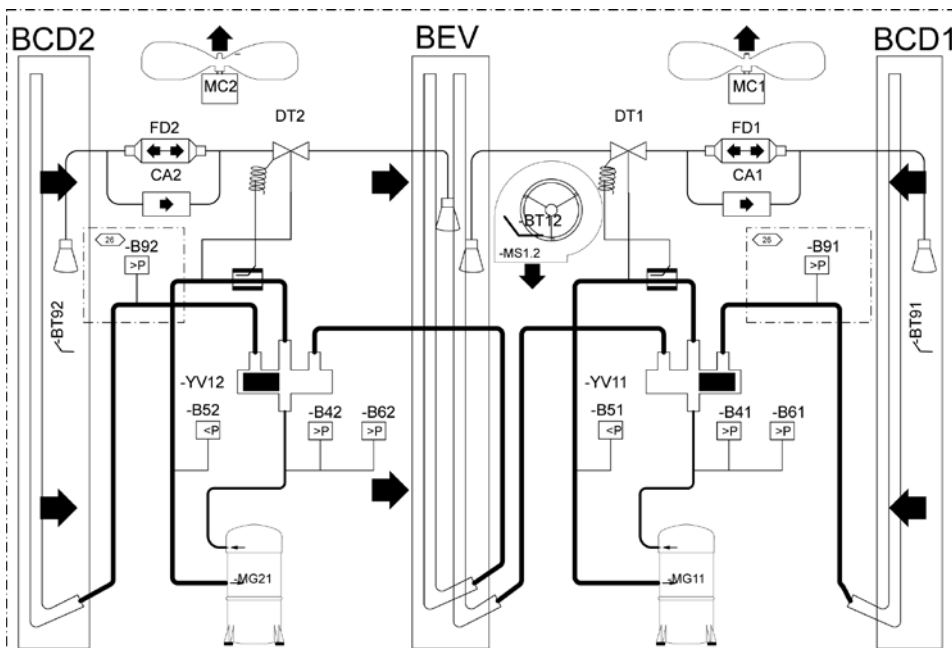 BCD2
BEV
BCD1
MC2
MC1
FD2
DT2
DT1
FD1
CA2
CA1
-BT12
-MS1.2
26
-B92
>P
26
-B91
>P
-BT92
-BT91
-YV12
-YV11
-B52
<P
-B42
>P
-B62
>P
-B51
<P
-B41
>P
-B61
>P
-MG21
-MG11